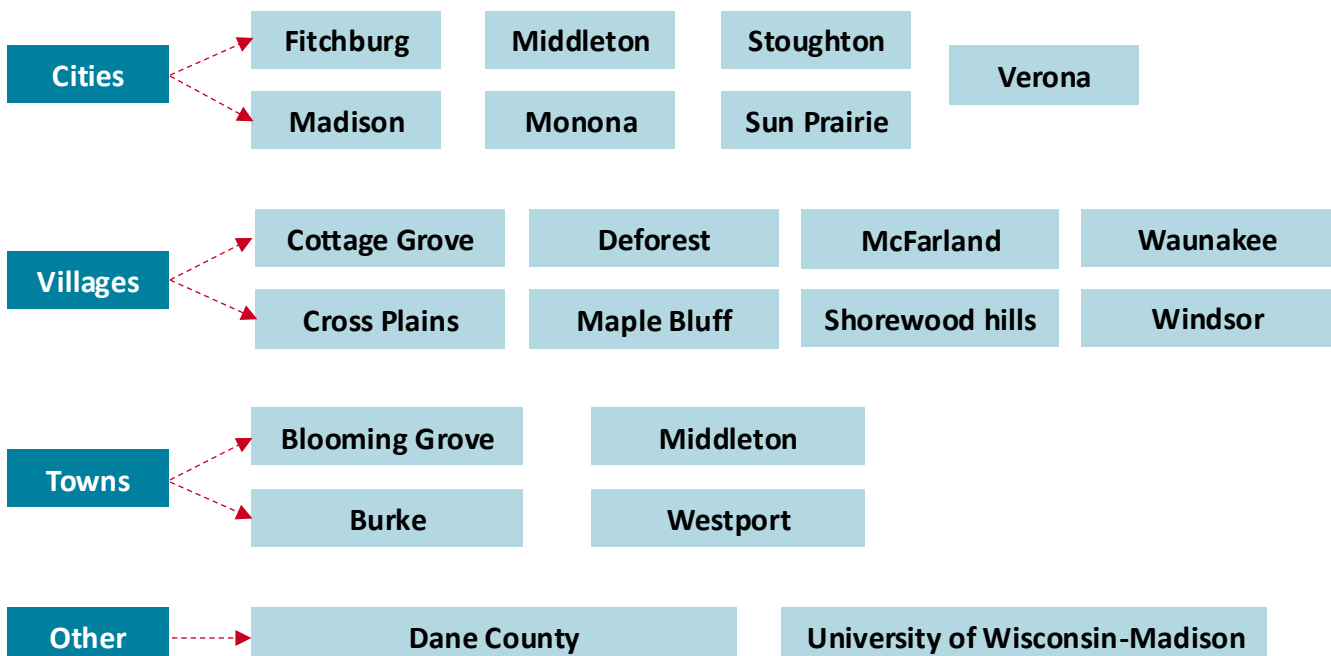 Cities
Fitchburg
Middleton
Stoughton
Verona
Madison
Monona
Sun Prairie
Villages
Cottage Grove
Deforest
McFarland
Waunakee
Cross Plains
Maple Bluff
Shorewood hills
Windsor
Towns
Blooming Grove
Middleton
Burke
Westport
Other
Dane County
University of Wisconsin-Madison